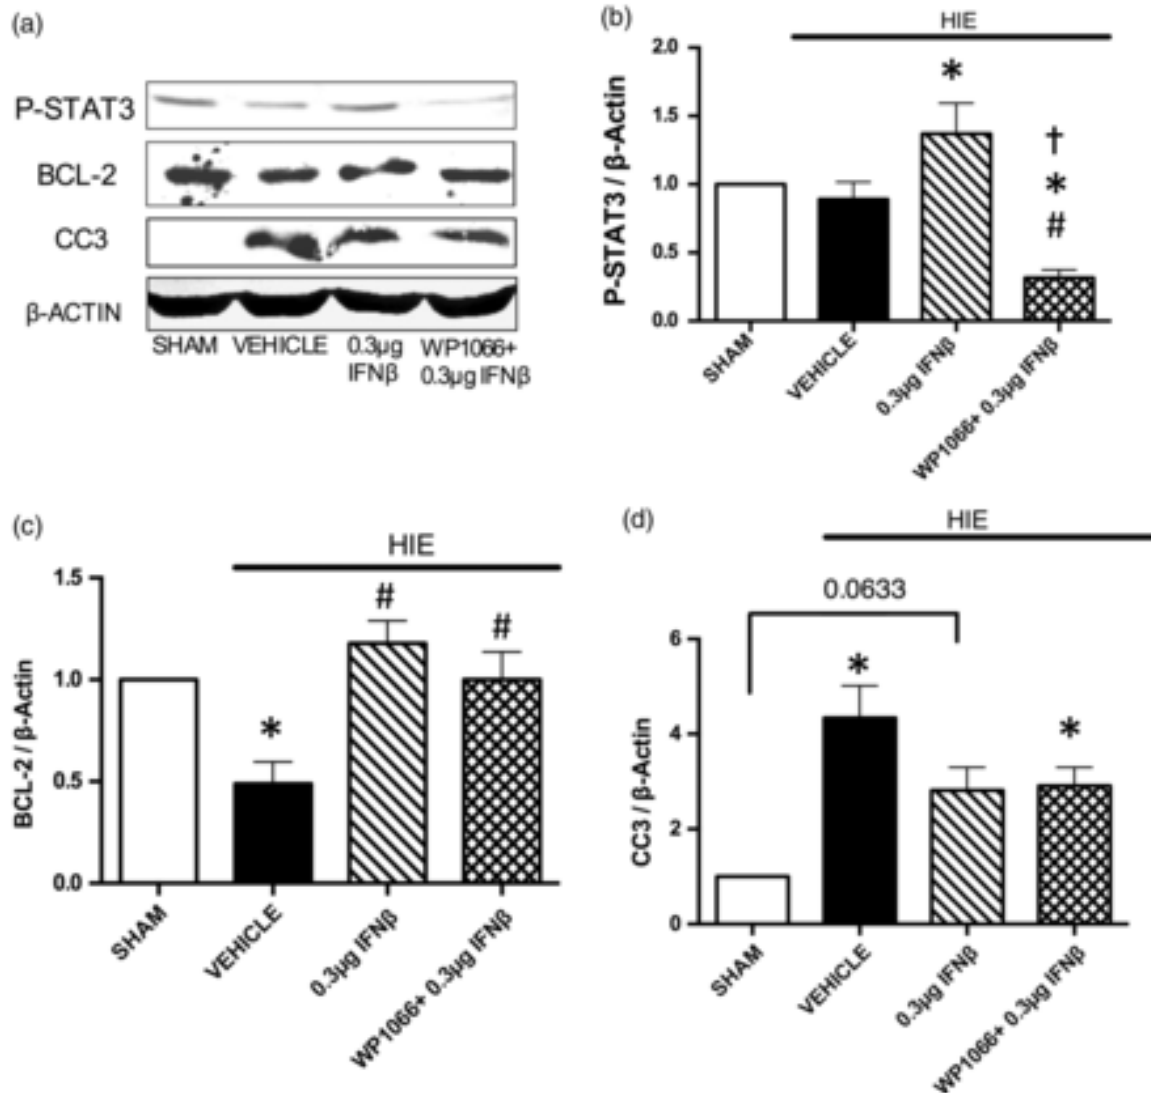 (a)
P-STAT3
BCL-2
CC3
β-ACTIN
SHAM VEHICLE 0.3µg IFNβ WP1066+ 0.3µg IFNβ
(b)
HIE
P-STAT3 / β-Actin
2.0
1.5
1.0
0.5
0.0
*
†
*
#
SHAM
VEHICLE
0.3µg IFNβ
WP1066+ 0.3µg IFNβ
(c)
HIE
BCL-2 / β-Actin
1.5
1.0
0.5
0.0
*
#
#
SHAM
VEHICLE
0.3µg IFNβ
WP1066+ 0.3µg IFNβ
(d)
HIE
0.0633
CC3 / β-Actin
6
4
2
0
*
*
SHAM
VEHICLE
0.3µg IFNβ
WP1066+ 0.3µg IFNβ